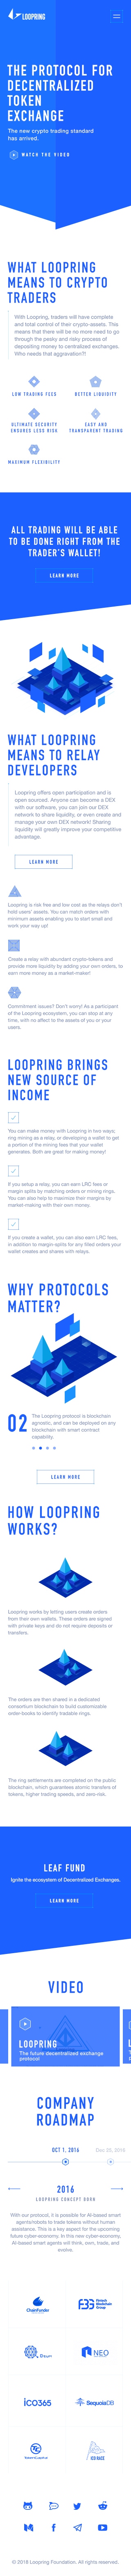 LOOPRING
THE PROTOCOL FOR
DECENTRALIZED
TOKEN
EXCHANGE
The new crypto trading standard
has arrived.
WATCH THE VIDEO
WHAT LOOPRING
MEANS TO CRYPTO
TRADERS
With Loopring, traders will have complete
and total control of their crypto-assets. This
means that there will be no more need to go
through the pesky and risky process of
depositing money to centralized exchanges.
Who needs that aggravation?!
LOW TRADING FEES
BETTER LIQUIDITY
ULTIMATE SECURITY
ENSURES LESS RISK
EASY AND
TRANSPARENT TRADING
MAXIMUM FLEXIBILITY
ALL TRADING WILL BE ABLE
TO BE DONE RIGHT FROM THE
TRADER'S WALLET!
LEARN MORE
WHAT LOOPRING
MEANS TO RELAY
DEVELOPERS
Loopring offers open participation and is
open sourced. Anyone can become a DEX
with our software, you can join our DEX
network to share liquidity, or even create and
manage your own DEX network! Sharing
liquidity will greatly improve your competitive
advantage.
LEARN MORE
Loopring is risk free and low cost as the relays don't
hold users' assets. You can match orders with
minimum assets enabling you to start small and
work your way up!
Create a relay with abundant crypto-tokens and
provide more liquidity by adding your own orders, to
earn more money as a market-maker!
Commitment issues? Don't worry! As a participant
of the Loopring ecosystem, you can stop at any
time, with no affect to the assets of you or your
users.
LOOPRING BRINGS
NEW SOURCE OF
INCOME
You can make money with Loopring in two ways:
ring mining as a relay, or developing a wallet to get
a portion of the mining fees that your wallet
generates. Both are great for making money!
If you setup a relay, you can earn LRC fees or
margin splits by matching orders or mining rings.
You can also help to maximize their margins by
market-making with their own money.
If you create a wallet, you can also earn LRC fees,
in addition to margin-splits for any filled orders your
wallet creates and shares with relays.
WHY PROTOCOLS
MATTER?
02
The Loopring protocol is blockchain
agnostic, and can be deployed on any
blockchain with smart contract
capability.
LEARN MORE
HOW LOOPRING
WORKS?
Loopring works by letting users create orders
from their own wallets. These orders are signed
with private keys and do not require deposits or
transfers.
The orders are then shared in a dedicated
consortium blockchain to build customizable
order-books to identify tradable rings.
The ring settlements are completed on the public
blockchain, which guarantees atomic transfers of
tokens, higher trading speeds, and zero-risk.
LEAF FUND
Ignite the ecosystem of Decentralized Exchanges.
LEARN MORE
VIDEO
LOOPRING
The future decentralized exchange
protocol
COMPANY
ROADMAP
OCT 1, 2016
Dec 25, 2016
2016
LOOPRING CONCEPT BORN
With our protocol, it is possible for AI-based smart
agents/robots to trade tokens without human
assistance. This is a key aspect for the upcoming
future cyber-economy. In this new cyber-economy,
AI-based smart agents will think, own, trade, and
evolve.
ChainFunder
Fintech
Blockchain
Group
Qtum
NEO
ICO365
SequoiaDB
ICORACE
© 2018 Loopring Foundation. All rights reserved.